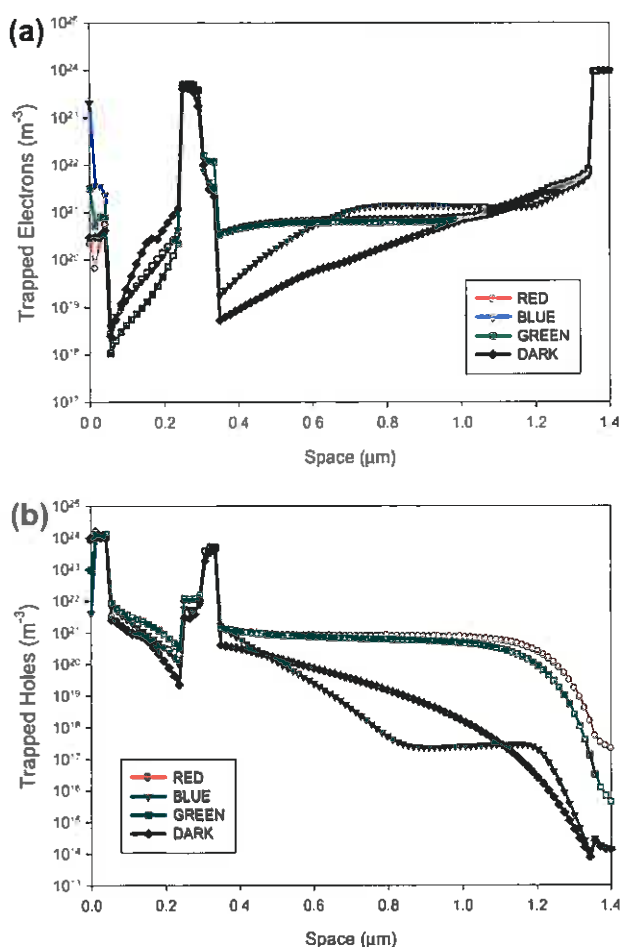 (a)
Trapped Electrons (m⁻³)
10²⁵
10²⁴
10²³
10²²
10²¹
10²⁰
10¹⁹
10¹⁸
10¹⁷
RED
BLUE
GREEN
DARK
0.0 0.2 0.4 0.6 0.8 1.0 1.2 1.4
Space (µm)
(b)
Trapped Holes (m⁻³)
10²⁵
10²⁴
10²³
10²²
10²¹
10²⁰
10¹⁹
10¹⁸
10¹⁷
10¹⁶
10¹⁵
10¹⁴
10¹³
RED
BLUE
GREEN
DARK
0.0 0.2 0.4 0.6 0.8 1.0 1.2 1.4
Space (µm)